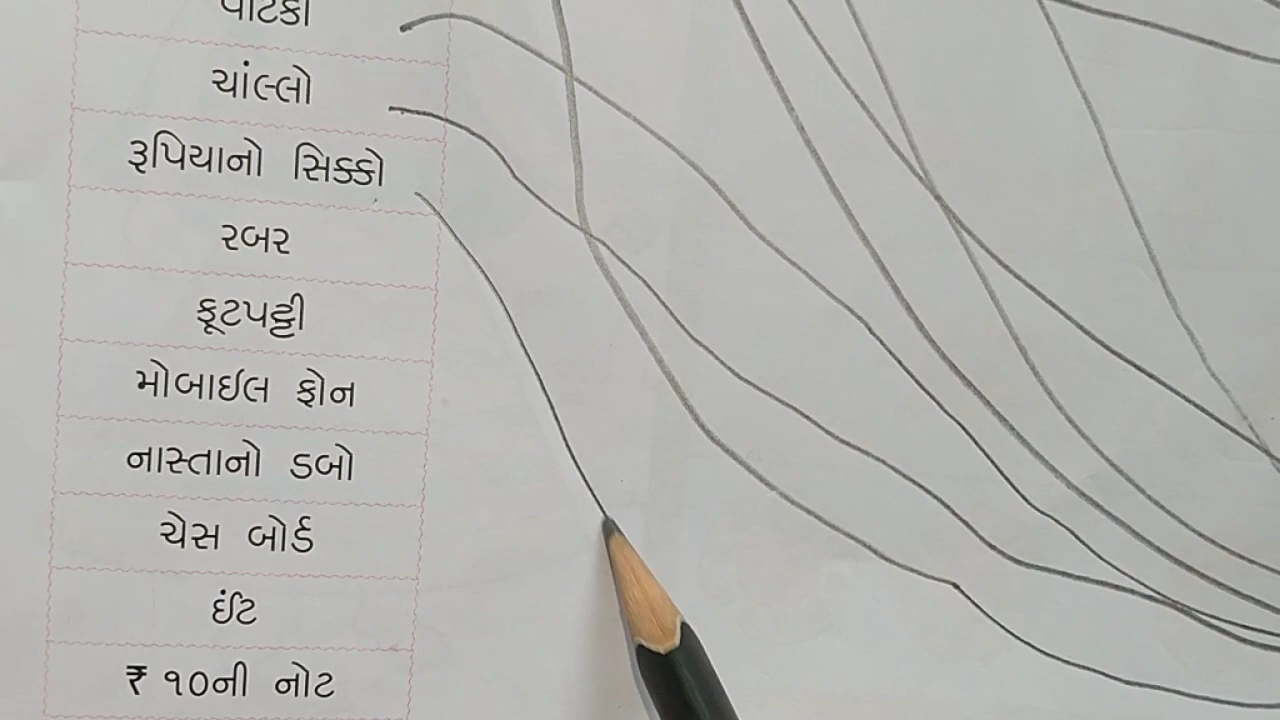 ચાંલ્લો
રૂપિયાનો સિક્કો
રબર
ફૂટપટ્ટી
મોબાઈલ ફોન
નાસ્તાનો ડબો
ચેસ બોર્ડ
ઈંટ
₹ ૧૦ની નોટ